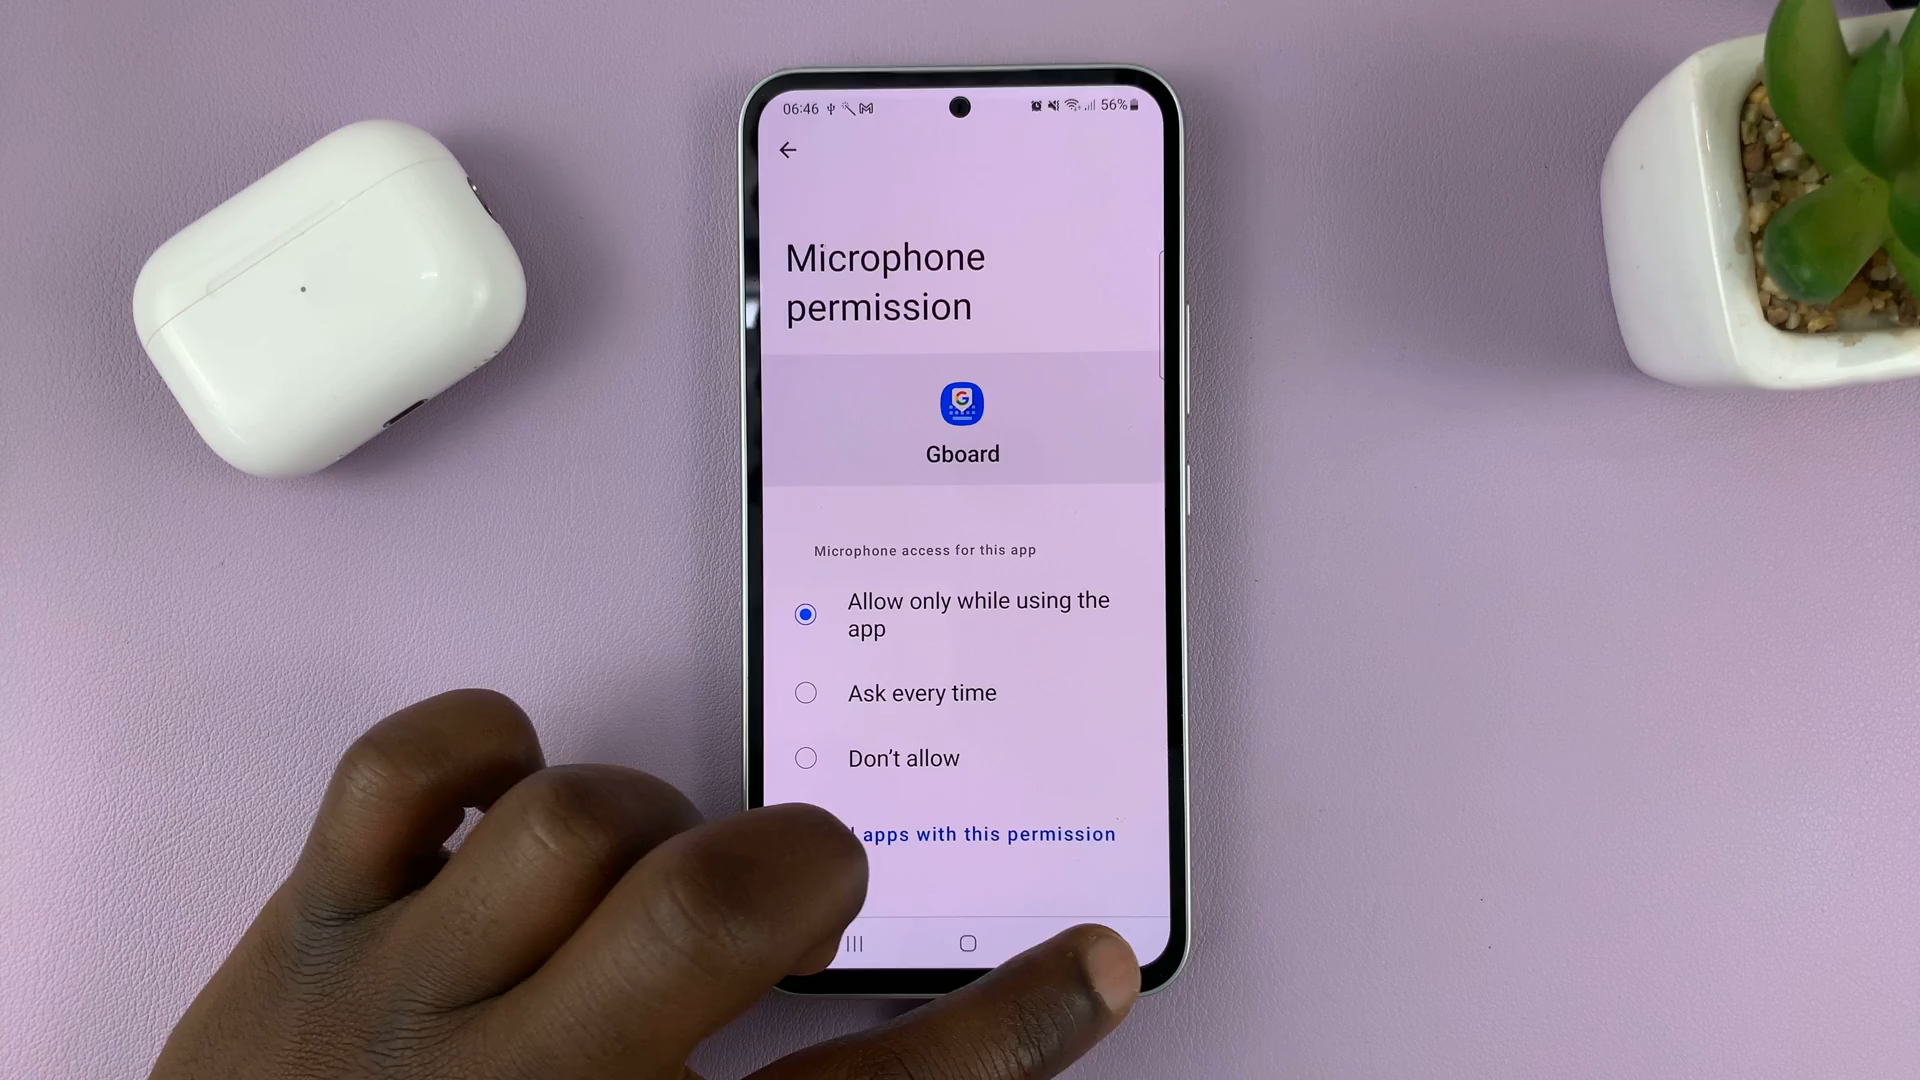 06:46 56%
Microphone
permission
G
Gboard
Microphone access for this app
Allow only while using the
app
Ask every time
Don’t allow
apps with this permission